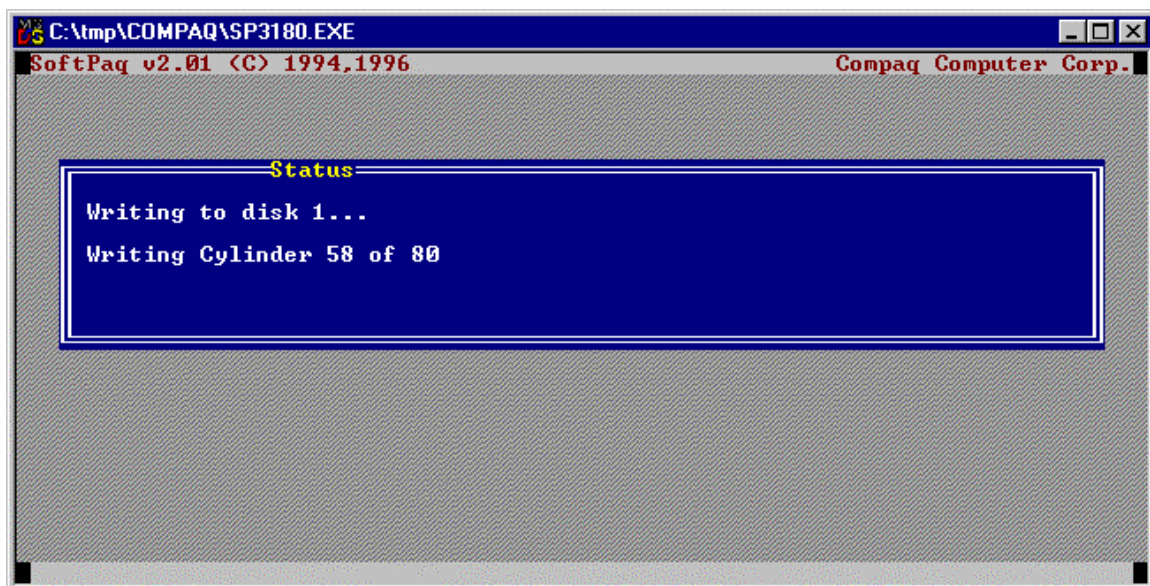 C:\tmp\COMPAQ\SP3180.EXE
SoftPaq v2.01 (C) 1994,1996 Compaq Computer Corp.
Status
Writing to disk 1...
Writing Cylinder 58 of 80